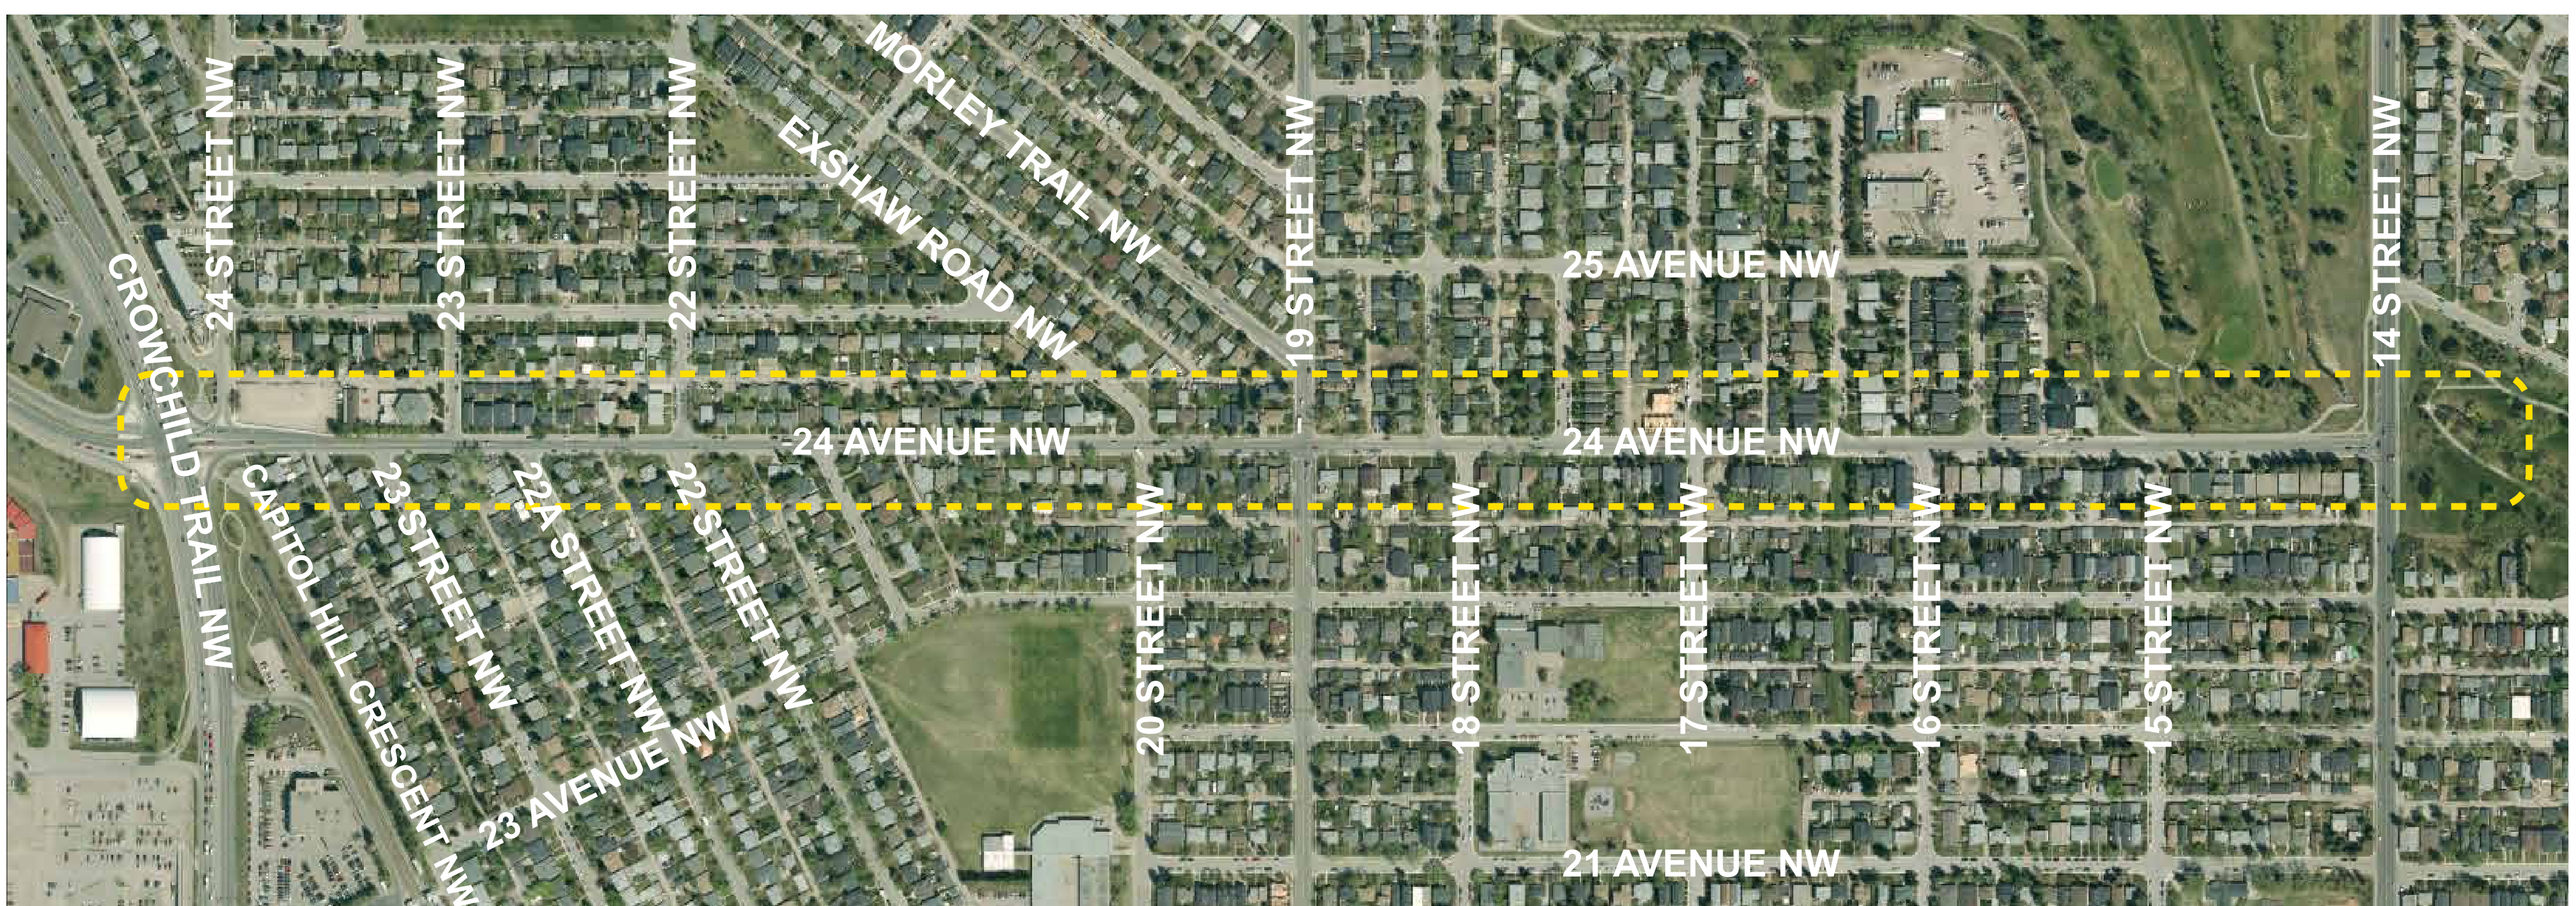 MORLEY TRAIL NW
24 STREET NW
23 STREET NW
22 STREET NW
EXSHAW ROAD NW
19 STREET NW
14 STREET NW
25 AVENUE NW
CROWCHILD TRAIL NW
24 AVENUE NW
24 AVENUE NW
CAPITOL HILL CRESCENT NW
23 STREET NW
22A STREET NW
22 STREET NW
20 STREET NW
18 STREET NW
17 STREET NW
16 STREET NW
15 STREET NW
23 AVENUE NW
21 AVENUE NW